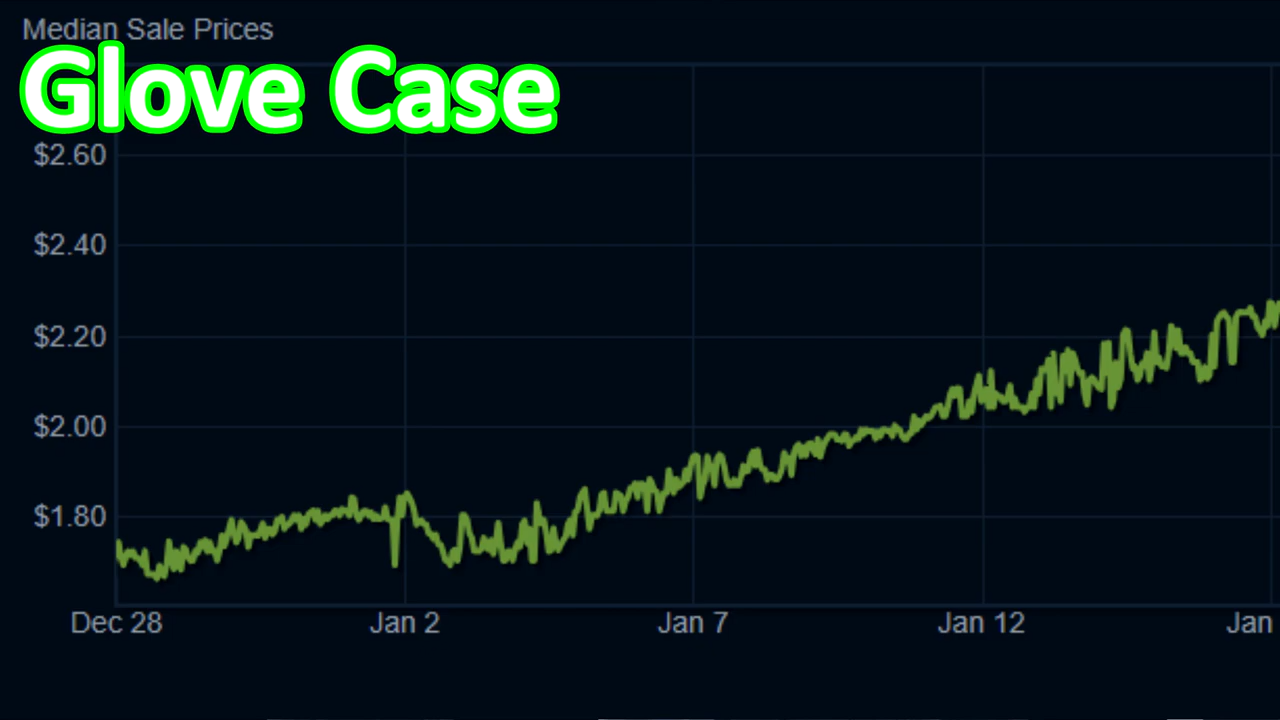 Median Sale Prices
Glove Case
$2.60
$2.40
$2.20
$2.00
$1.80
Dec 28
Jan 2
Jan 7
Jan 12
Jan